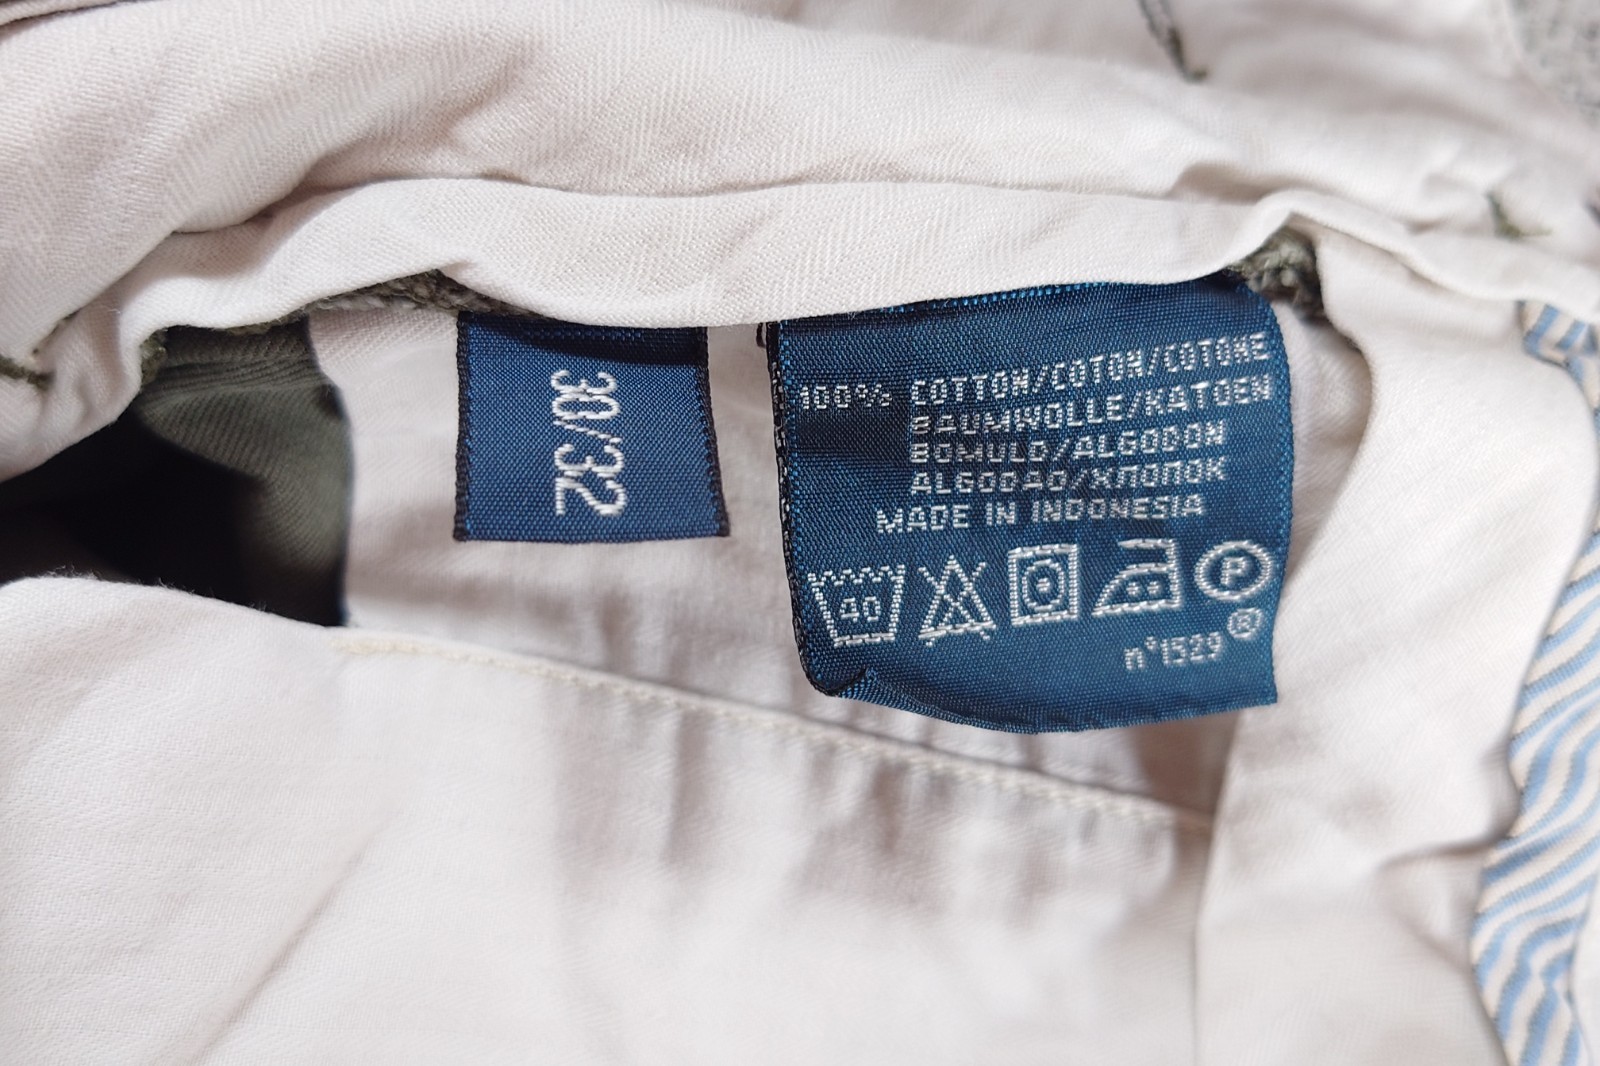 30/32
100% COTTON/COTON/COTONE
BAUMWOLLE/KATOEN
BOMULD/ALGODON
ALGODAO/ХЛОПОК
MADE IN INDONESIA
40
P
n°1529®